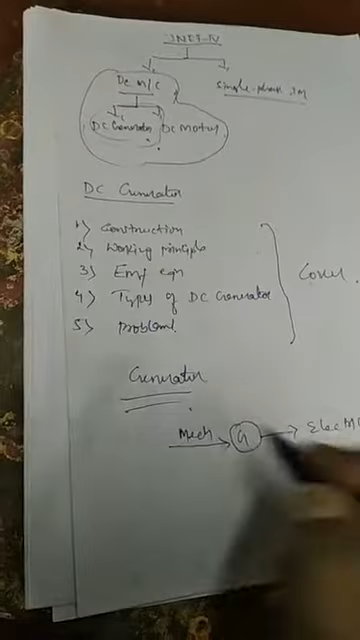 UNIT-IV
DC M/C
Single-phase IM
DC Generator DC Motor
DC Generator
1) Construction
2) Working principle
3) Emf eqn
4) Types of DC Generator
5) Problems.
Cover.
Generator
Mech G Elec